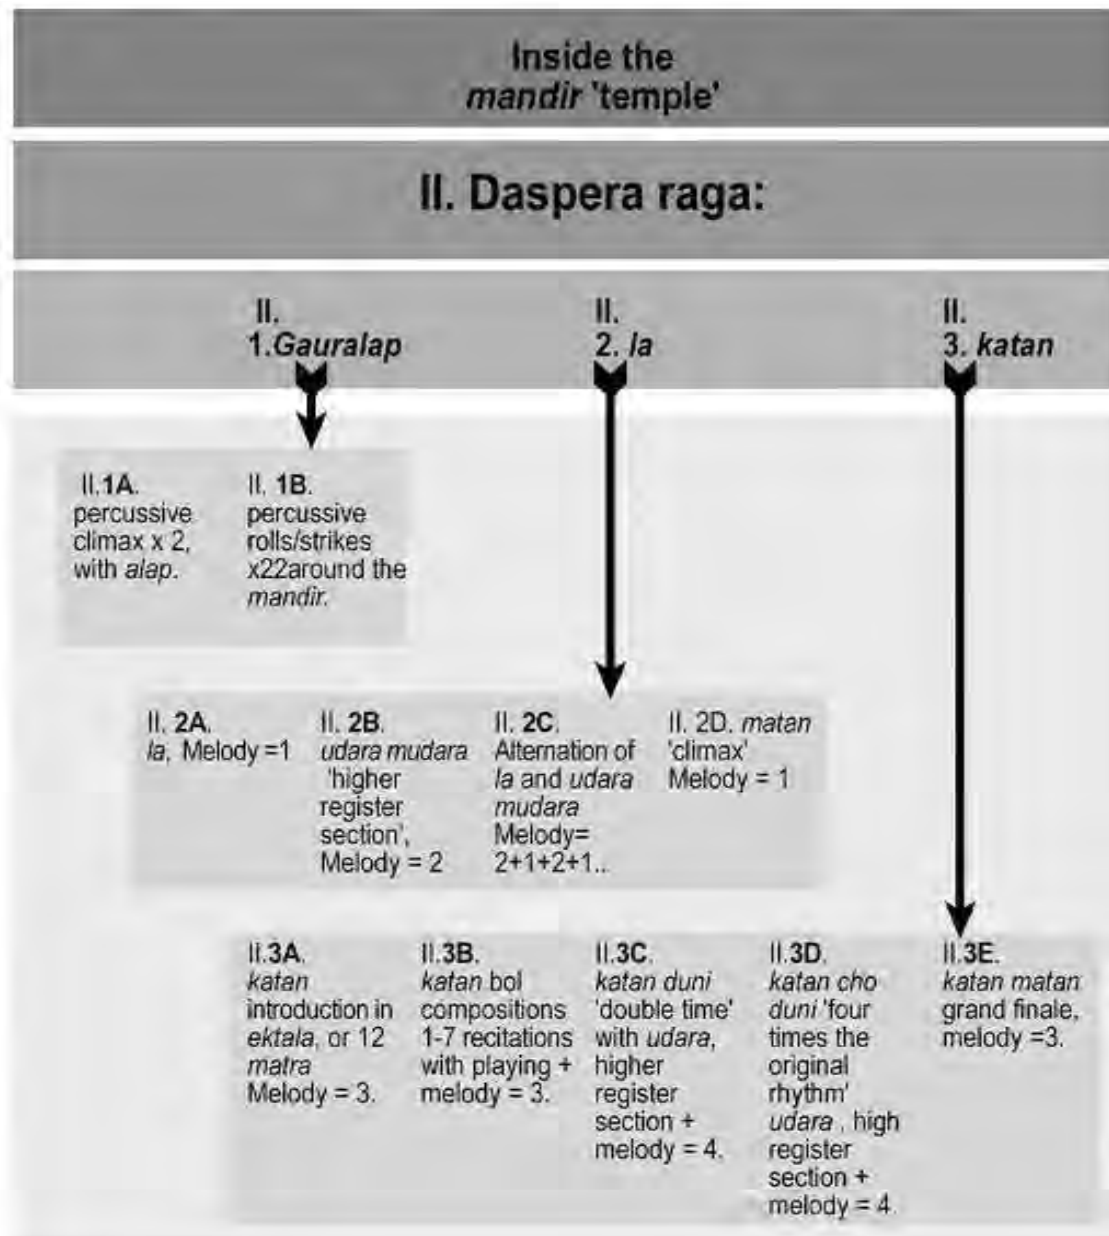 Inside the
mandir 'temple'
II. Daspera raga:
II.
1.Gauralap
II.
2. la
II.
3. katan
II.1A.
percussive
climax x 2,
with alap.
II. 1B.
percussive
rolls/strikes
x22around the
mandir.
II. 2A.
la, Melody =1
II. 2B.
udara mudara
'higher
register
section',
Melody = 2
II. 2C.
Alternation of
la and udara
mudara
Melody=
2+1+2+1..
II. 2D. matan
'climax'
Melody = 1
II.3A.
katan
introduction in
ektala, or 12
matra
Melody = 3.
II.3B.
katan bol
compositions
1-7 recitations
with playing +
melody = 3.
II.3C.
katan duni
'double time'
with udara,
higher
register
section +
melody = 4.
II.3D.
katan cho
duni 'four
times the
original
rhythm'
udara , high
register
section +
melody = 4.
II.3E.
katan matan
grand finale,
melody =3.